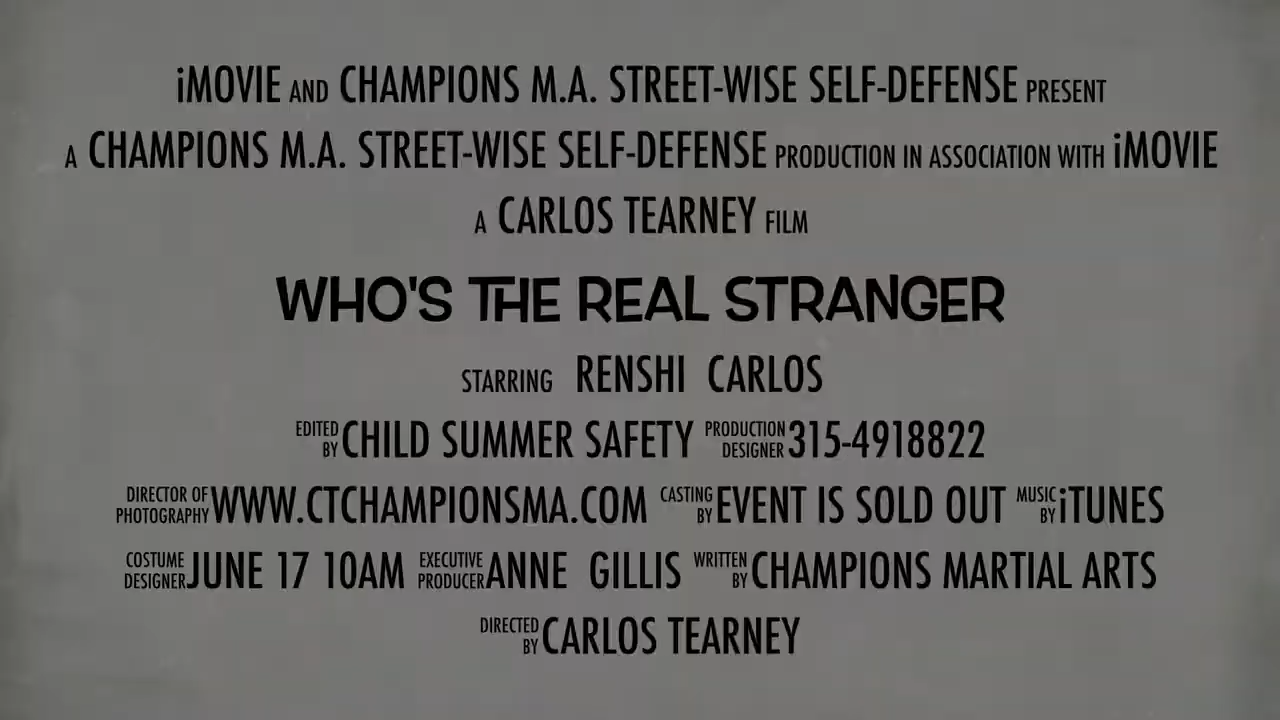 iMOVIE AND CHAMPIONS M.A. STREET-WISE SELF-DEFENSE PRESENT
A CHAMPIONS M.A. STREET-WISE SELF-DEFENSE PRODUCTION IN ASSOCIATION WITH iMOVIE
A CARLOS TEARNEY FILM
WHO'S THE REAL STRANGER
STARRING RENSHI CARLOS
EDITED BY CHILD SUMMER SAFETY PRODUCTION DESIGNER 315-4918822
DIRECTOR OF PHOTOGRAPHY WWW.CTCHAMPIONSMA.COM CASTING BY EVENT IS SOLD OUT MUSIC BY iTUNES
COSTUME DESIGNER JUNE 17 10AM EXECUTIVE PRODUCER ANNE GILLIS WRITTEN BY CHAMPIONS MARTIAL ARTS
DIRECTED BY CARLOS TEARNEY